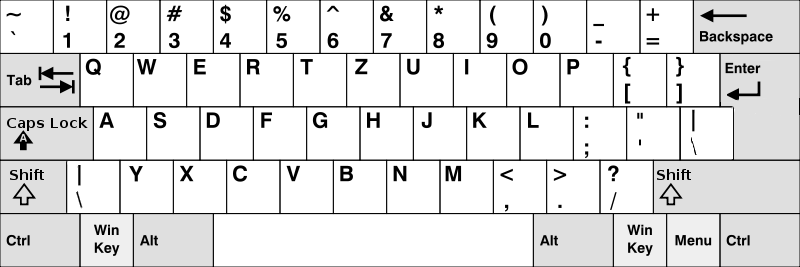 ~ ! @ # $ % ^ & * ( ) _ +
` 1 2 3 4 5 6 7 8 9 0 - = Backspace
Tab Q W E R T Z U I O P { } Enter
[ ]
Caps Lock A S D F G H J K L : " |
A ; ' \
Shift | Y X C V B N M < > ? Shift
\ , . /
Ctrl Win Key Alt Alt Win Key Menu Ctrl